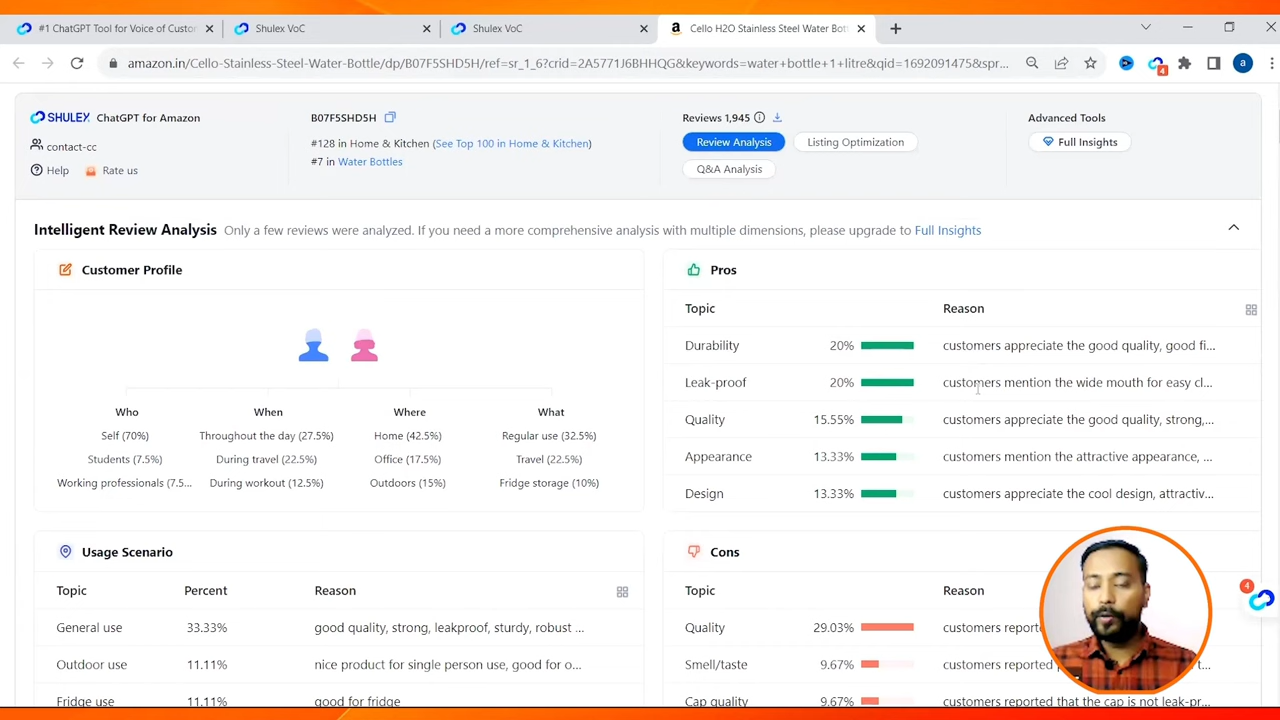 #1 ChatGPT Tool for Voice of Custor
Shulex VoC
Shulex VoC
Cello H2O Stainless Steel Water Bott
amazon.in/Cello-Stainless-Steel-Water-Bottle/dp/B07F5SHD5H/ref=sr_1_6?crid=2A5771J6BHHQG&keywords=water+bottle+1+litre&qid=1692091475&spr...
4
a
SHULEX ChatGPT for Amazon
contact-cc
Help
Rate us
B07F5SHD5H
#128 in Home & Kitchen (See Top 100 in Home & Kitchen)
#7 in Water Bottles
Reviews 1,945
Review Analysis
Listing Optimization
Q&A Analysis
Advanced Tools
Full Insights
Intelligent Review Analysis Only a few reviews were analyzed. If you need a more comprehensive analysis with multiple dimensions, please upgrade to Full Insights
Customer Profile
Who When Where What
Self (70%) Throughout the day (27.5%) Home (42.5%) Regular use (32.5%)
Students (7.5%) During travel (22.5%) Office (17.5%) Travel (22.5%)
Working professionals (7.5... During workout (12.5%) Outdoors (15%) Fridge storage (10%)
Pros
Topic Reason
Durability 20% customers appreciate the good quality, good fi...
Leak-proof 20% customers mention the wide mouth for easy cl...
Quality 15.55% customers appreciate the good quality, strong,...
Appearance 13.33% customers mention the attractive appearance, ...
Design 13.33% customers appreciate the cool design, attractiv...
Usage Scenario
Topic Percent Reason
General use 33.33% good quality, strong, leakproof, sturdy, robust ...
Outdoor use 11.11% nice product for single person use, good for o...
Fridge use 11.11% good for fridge
Cons
Topic Reason
Quality 29.03% customers reporte
Smell/taste 9.67% customers reported
Cap quality 9.67% customers reported that the cap is not leak-pr...
4